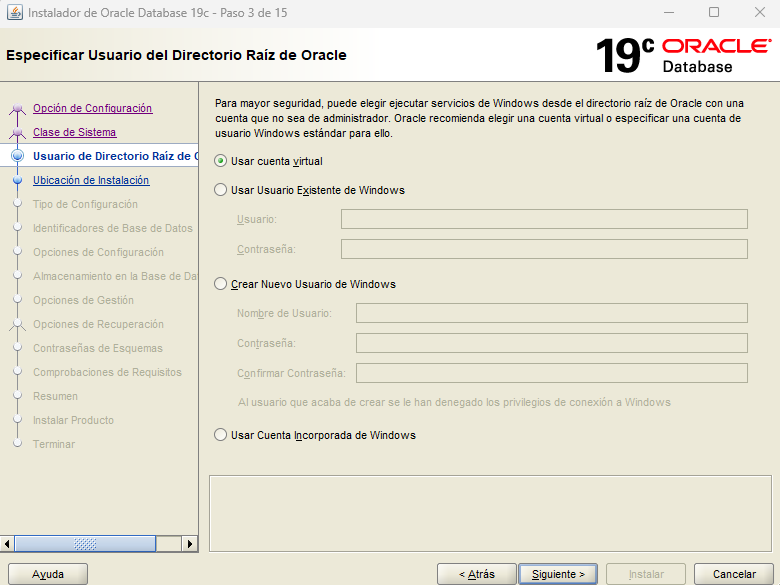 Instalador de Oracle Database 19c - Paso 3 de 15
Especificar Usuario del Directorio Raíz de Oracle
19c ORACLE
Database
Opción de Configuración
Clase de Sistema
Usuario de Directorio Raíz de
Ubicación de Instalación
Tipo de Configuración
Identificadores de Base de Datos
Opciones de Configuración
Almacenamiento en la Base de
Opciones de Gestión
Opciones de Recuperación
Contraseñas de Esquemas
Comprobaciones de Requisitos
Resumen
Instalar Producto
Terminar
Para mayor seguridad, puede elegir ejecutar servicios de Windows desde el directorio raíz de Oracle con una
cuenta que no sea de administrador. Oracle recomienda elegir una cuenta virtual o especificar una cuenta de
usuario Windows estándar para ello.
Usar cuenta virtual
Usar Usuario Existente de Windows
Usuario:
Contraseña:
Crear Nuevo Usuario de Windows
Nombre de Usuario:
Contraseña:
Confirmar Contraseña:
Al usuario que acaba de crear se le han denegado los privilegios de conexión a Windows
Usar Cuenta Incorporada de Windows
Ayuda
< Atrás
Siguiente >
Instalar
Cancelar